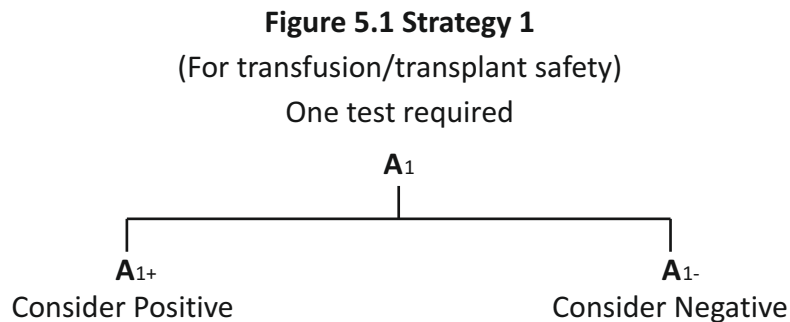 Figure 5.1 Strategy 1
(For transfusion/transplant safety)
One test required
A1
A1+ A1-
Consider Positive Consider Negative